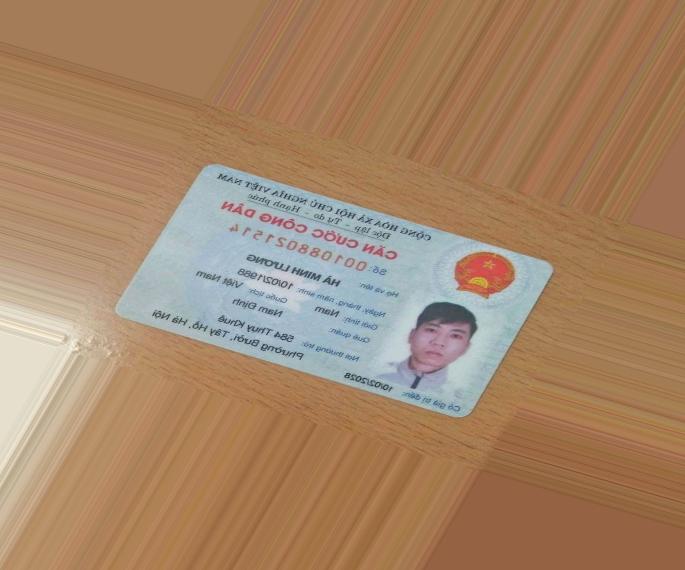 CỘNG HÒA XÃ HỘI CHỦ NGHĨA VIỆT NAM
Độc lập - Tự do - Hạnh phúc
CĂN CƯỚC CÔNG DÂN
Số: 001088021514
Họ và tên: HÀ MINH LƯƠNG
Ngày, tháng, năm sinh: 10/02/1988
Giới tính: Nam Quốc tịch: Việt Nam
Quê quán: Nam Định
Nơi thường trú: 584 Thụy Khuê
Phường Bưởi, Tây Hồ, Hà Nội
Có giá trị đến: 10/02/2028